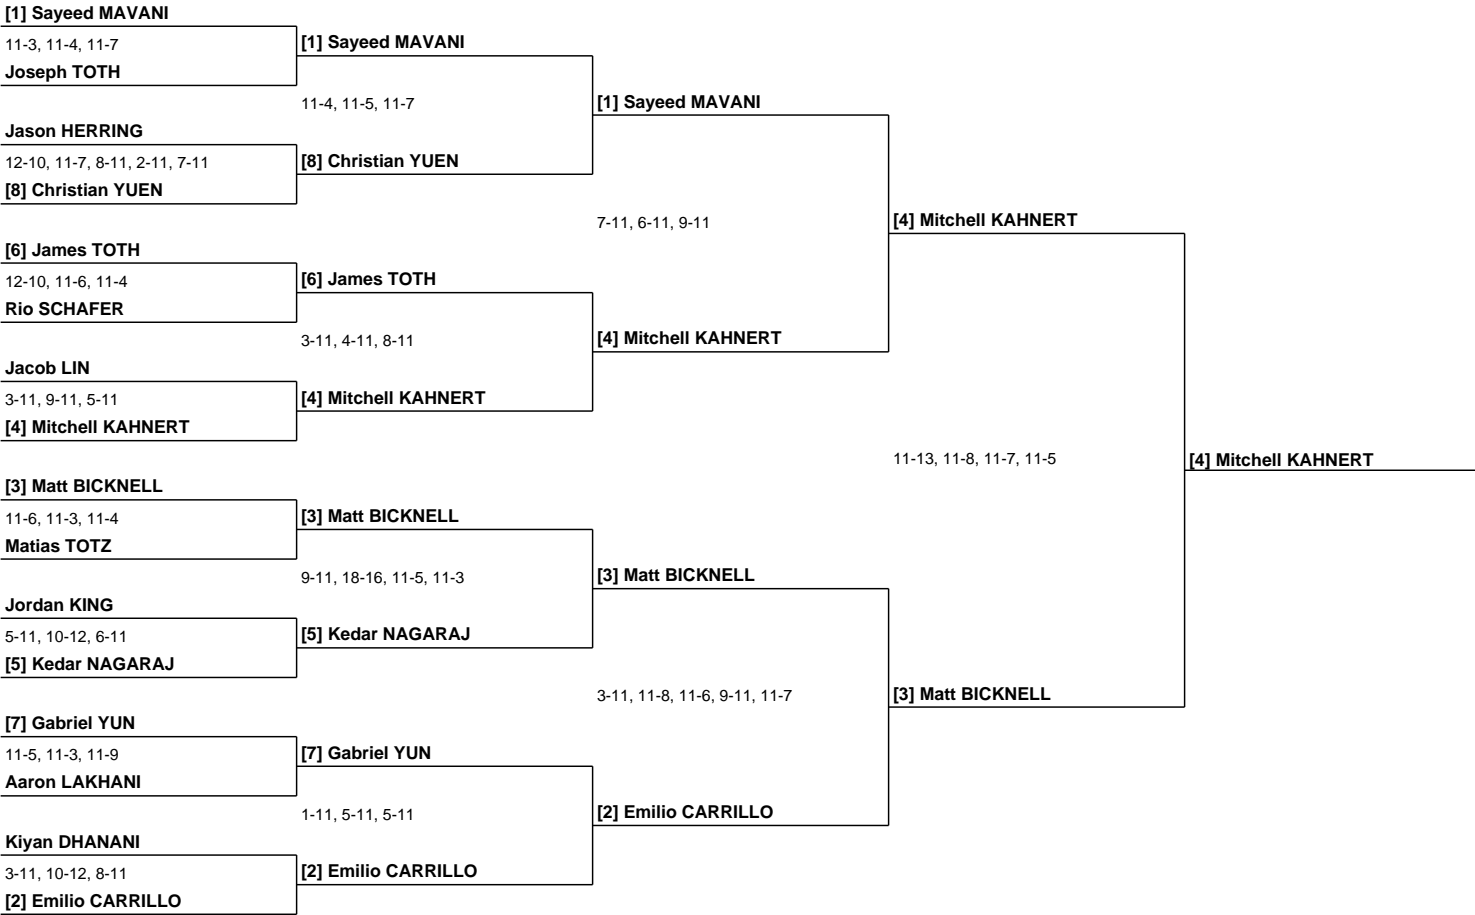 [1] Sayeed MAVANI
11-3, 11-4, 11-7
Joseph TOTH
Jason HERRING
12-10, 11-7, 8-11, 2-11, 7-11
[8] Christian YUEN
[6] James TOTH
12-10, 11-6, 11-4
Rio SCHAFER
Jacob LIN
3-11, 9-11, 5-11
[4] Mitchell KAHNERT
[3] Matt BICKNELL
11-6, 11-3, 11-4
Matias TOTZ
Jordan KING
5-11, 10-12, 6-11
[5] Kedar NAGARAJ
[7] Gabriel YUN
11-5, 11-3, 11-9
Aaron LAKHANI
Kiyan DHANANI
3-11, 10-12, 8-11
[2] Emilio CARRILLO
[1] Sayeed MAVANI
11-4, 11-5, 11-7
[8] Christian YUEN
[6] James TOTH
3-11, 4-11, 8-11
[4] Mitchell KAHNERT
[3] Matt BICKNELL
9-11, 18-16, 11-5, 11-3
[5] Kedar NAGARAJ
[7] Gabriel YUN
1-11, 5-11, 5-11
[2] Emilio CARRILLO
[1] Sayeed MAVANI
7-11, 6-11, 9-11
[4] Mitchell KAHNERT
[3] Matt BICKNELL
3-11, 11-8, 11-6, 9-11, 11-7
[2] Emilio CARRILLO
[4] Mitchell KAHNERT
11-13, 11-8, 11-7, 11-5
[3] Matt BICKNELL
[4] Mitchell KAHNERT